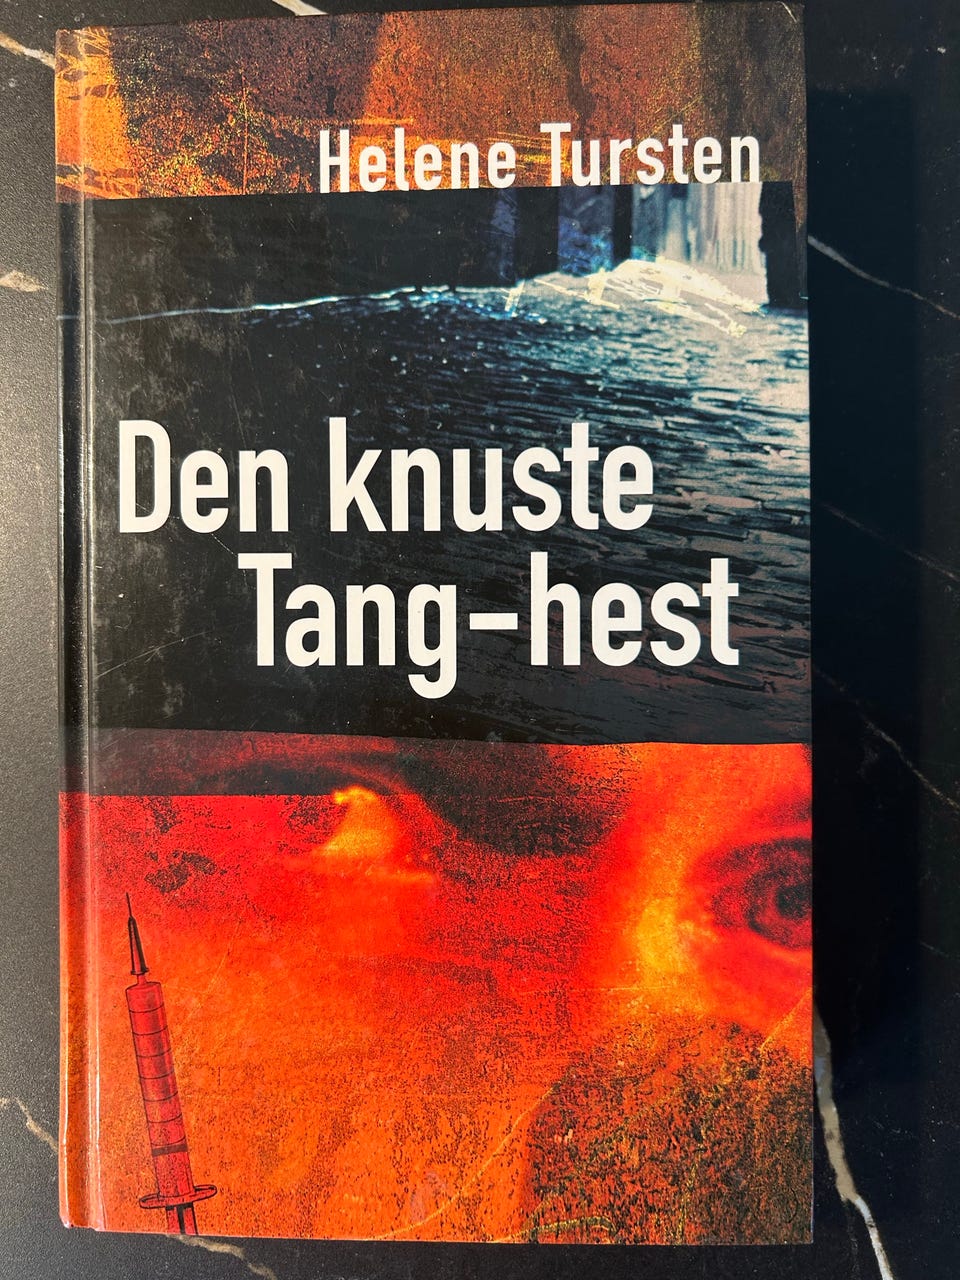 Helene Tursten
Den knuste
Tang-hest